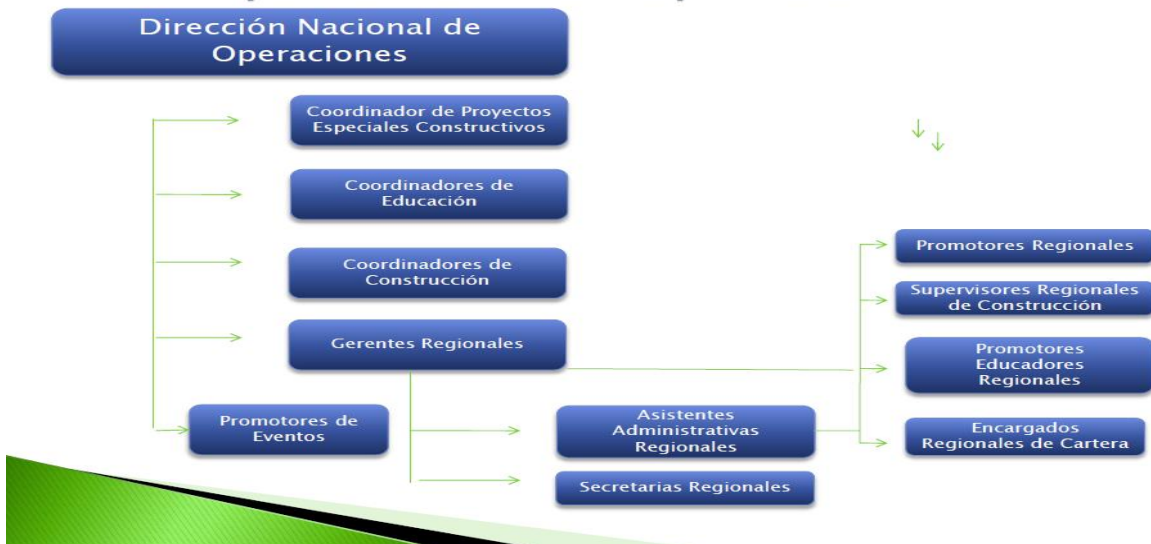 Dirección Nacional de
Operaciones
Coordinador de Proyectos
Especiales Constructivos
Coordinadores de
Educación
Coordinadores de
Construcción
Gerentes Regionales
Promotores de
Eventos
Asistentes
Administrativas
Regionales
Secretarias Regionales
Promotores Regionales
Supervisores Regionales
de Construcción
Promotores
Educadores
Regionales
Encargados
Regionales de Cartera